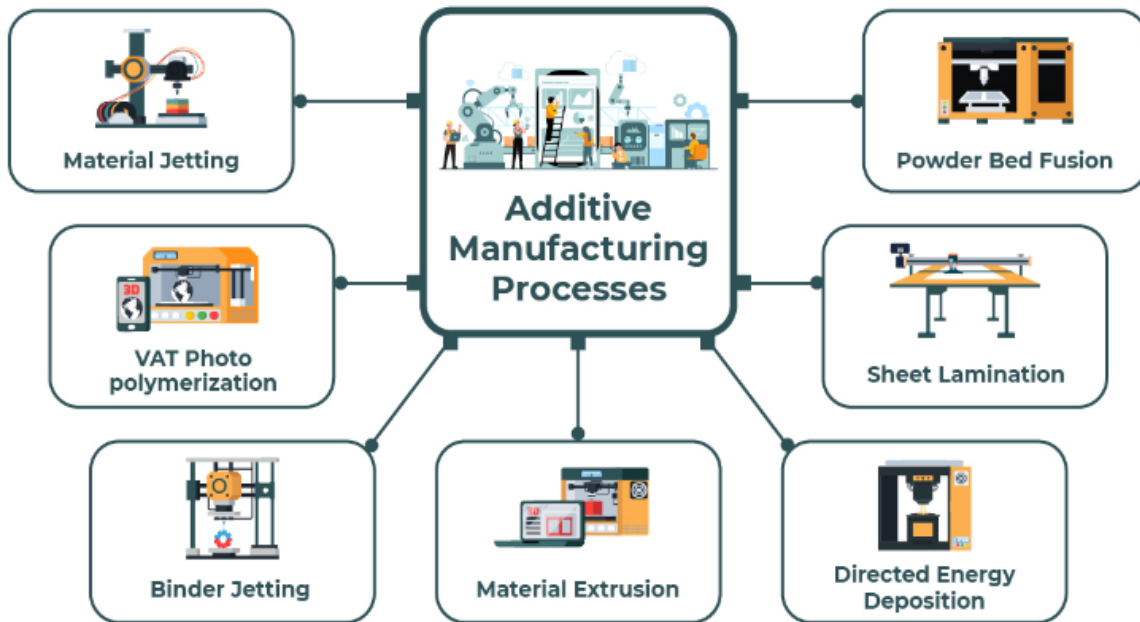 Material Jetting
Additive
Manufacturing
Processes
Powder Bed Fusion
3D
VAT Photo
polymerization
Sheet Lamination
Binder Jetting
Material Extrusion
Directed Energy
Deposition